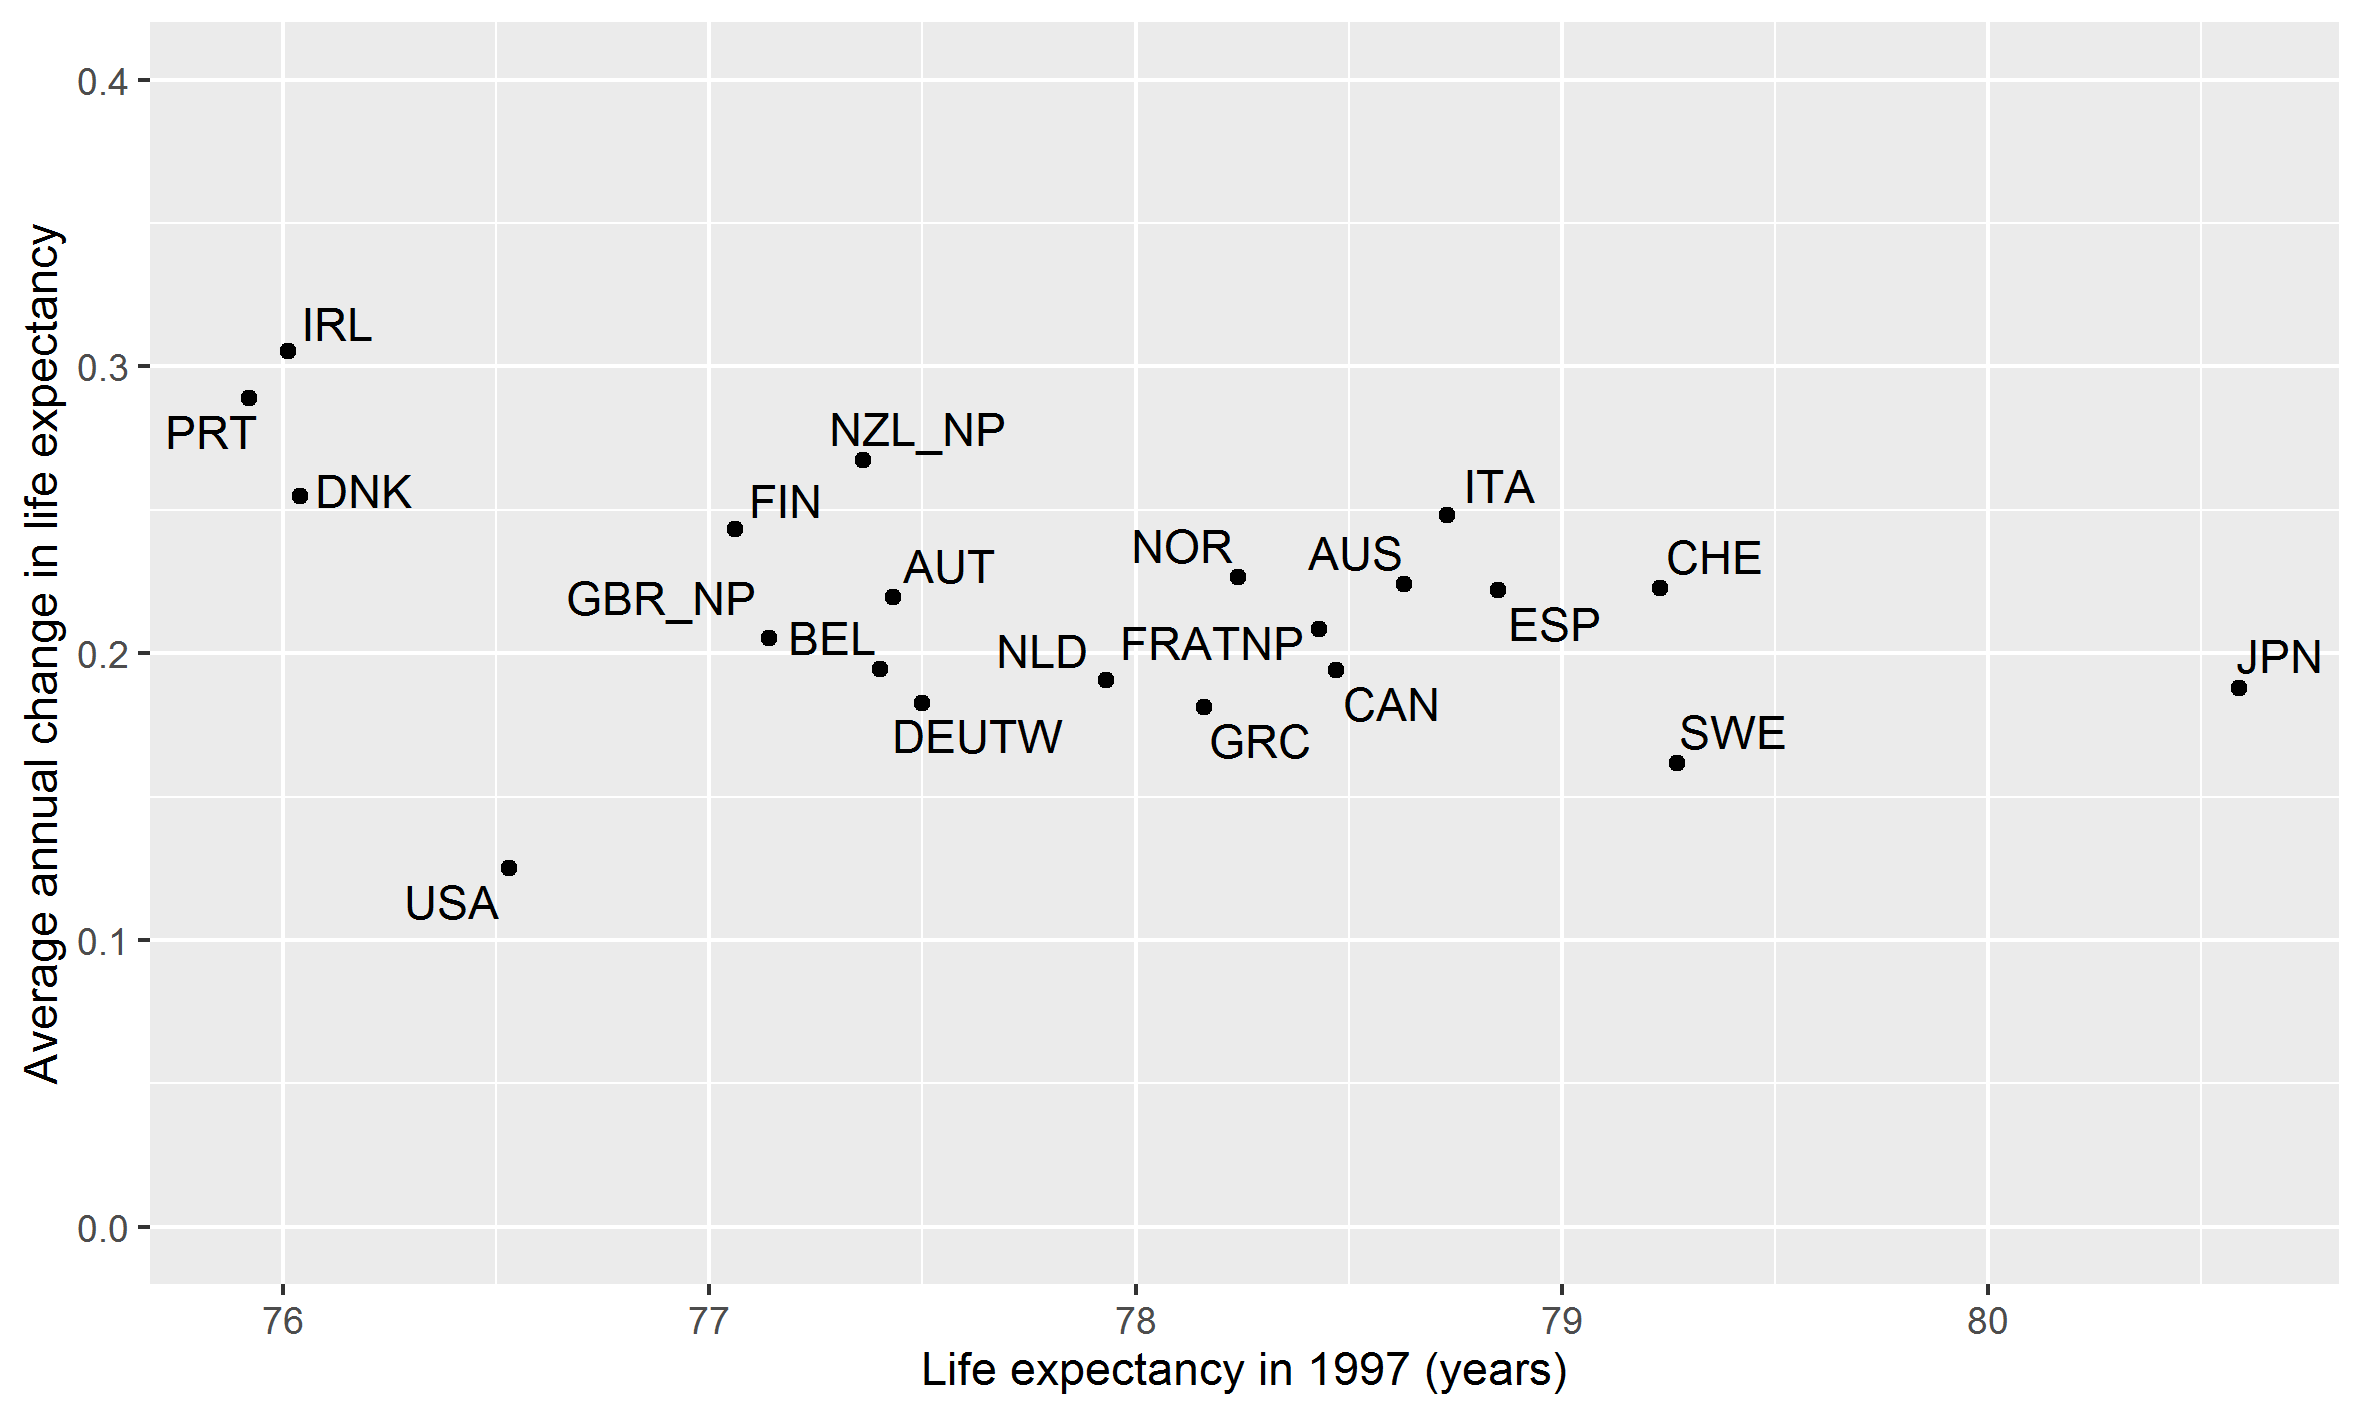 0.4
0.3
0.2
0.1
0.0
Average annual change in life expectancy
IRL
PRT
NZL_NP
DNK
FIN
ITA
NOR
AUS
CHE
AUT
GBR_NP
ESP
BEL
NLD
FRATNP
JPN
CAN
DEUTW
GRC
SWE
USA
76 77 78 79 80
Life expectancy in 1997 (years)